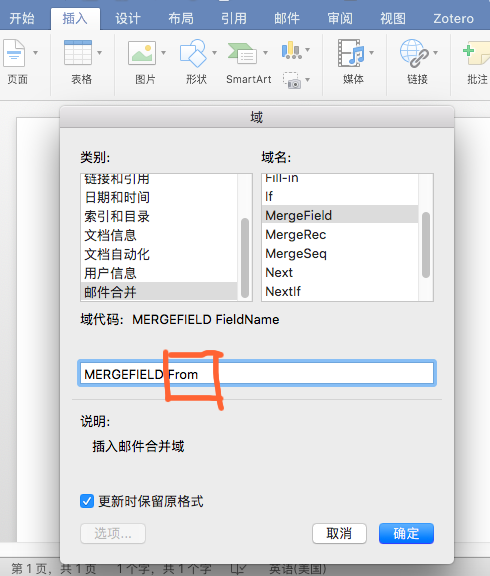 开始 插入 设计 布局 引用 邮件 审阅 视图 Zotero
页面 表格 图片 形状 SmartArt 媒体 链接 批注
域
类别: 域名:
链接和引用
日期和时间
索引和目录
文档信息
文档自动化
用户信息
邮件合并
Fill-in
If
MergeField
MergeRec
MergeSeq
Next
NextIf
域代码: MERGEFIELD FieldName
MERGEFIELD From
说明:
插入邮件合并域
更新时保留原格式
选项... 取消 确定
第 1 页，共 1 页 1 个字，共 1 个字 英语(美国)